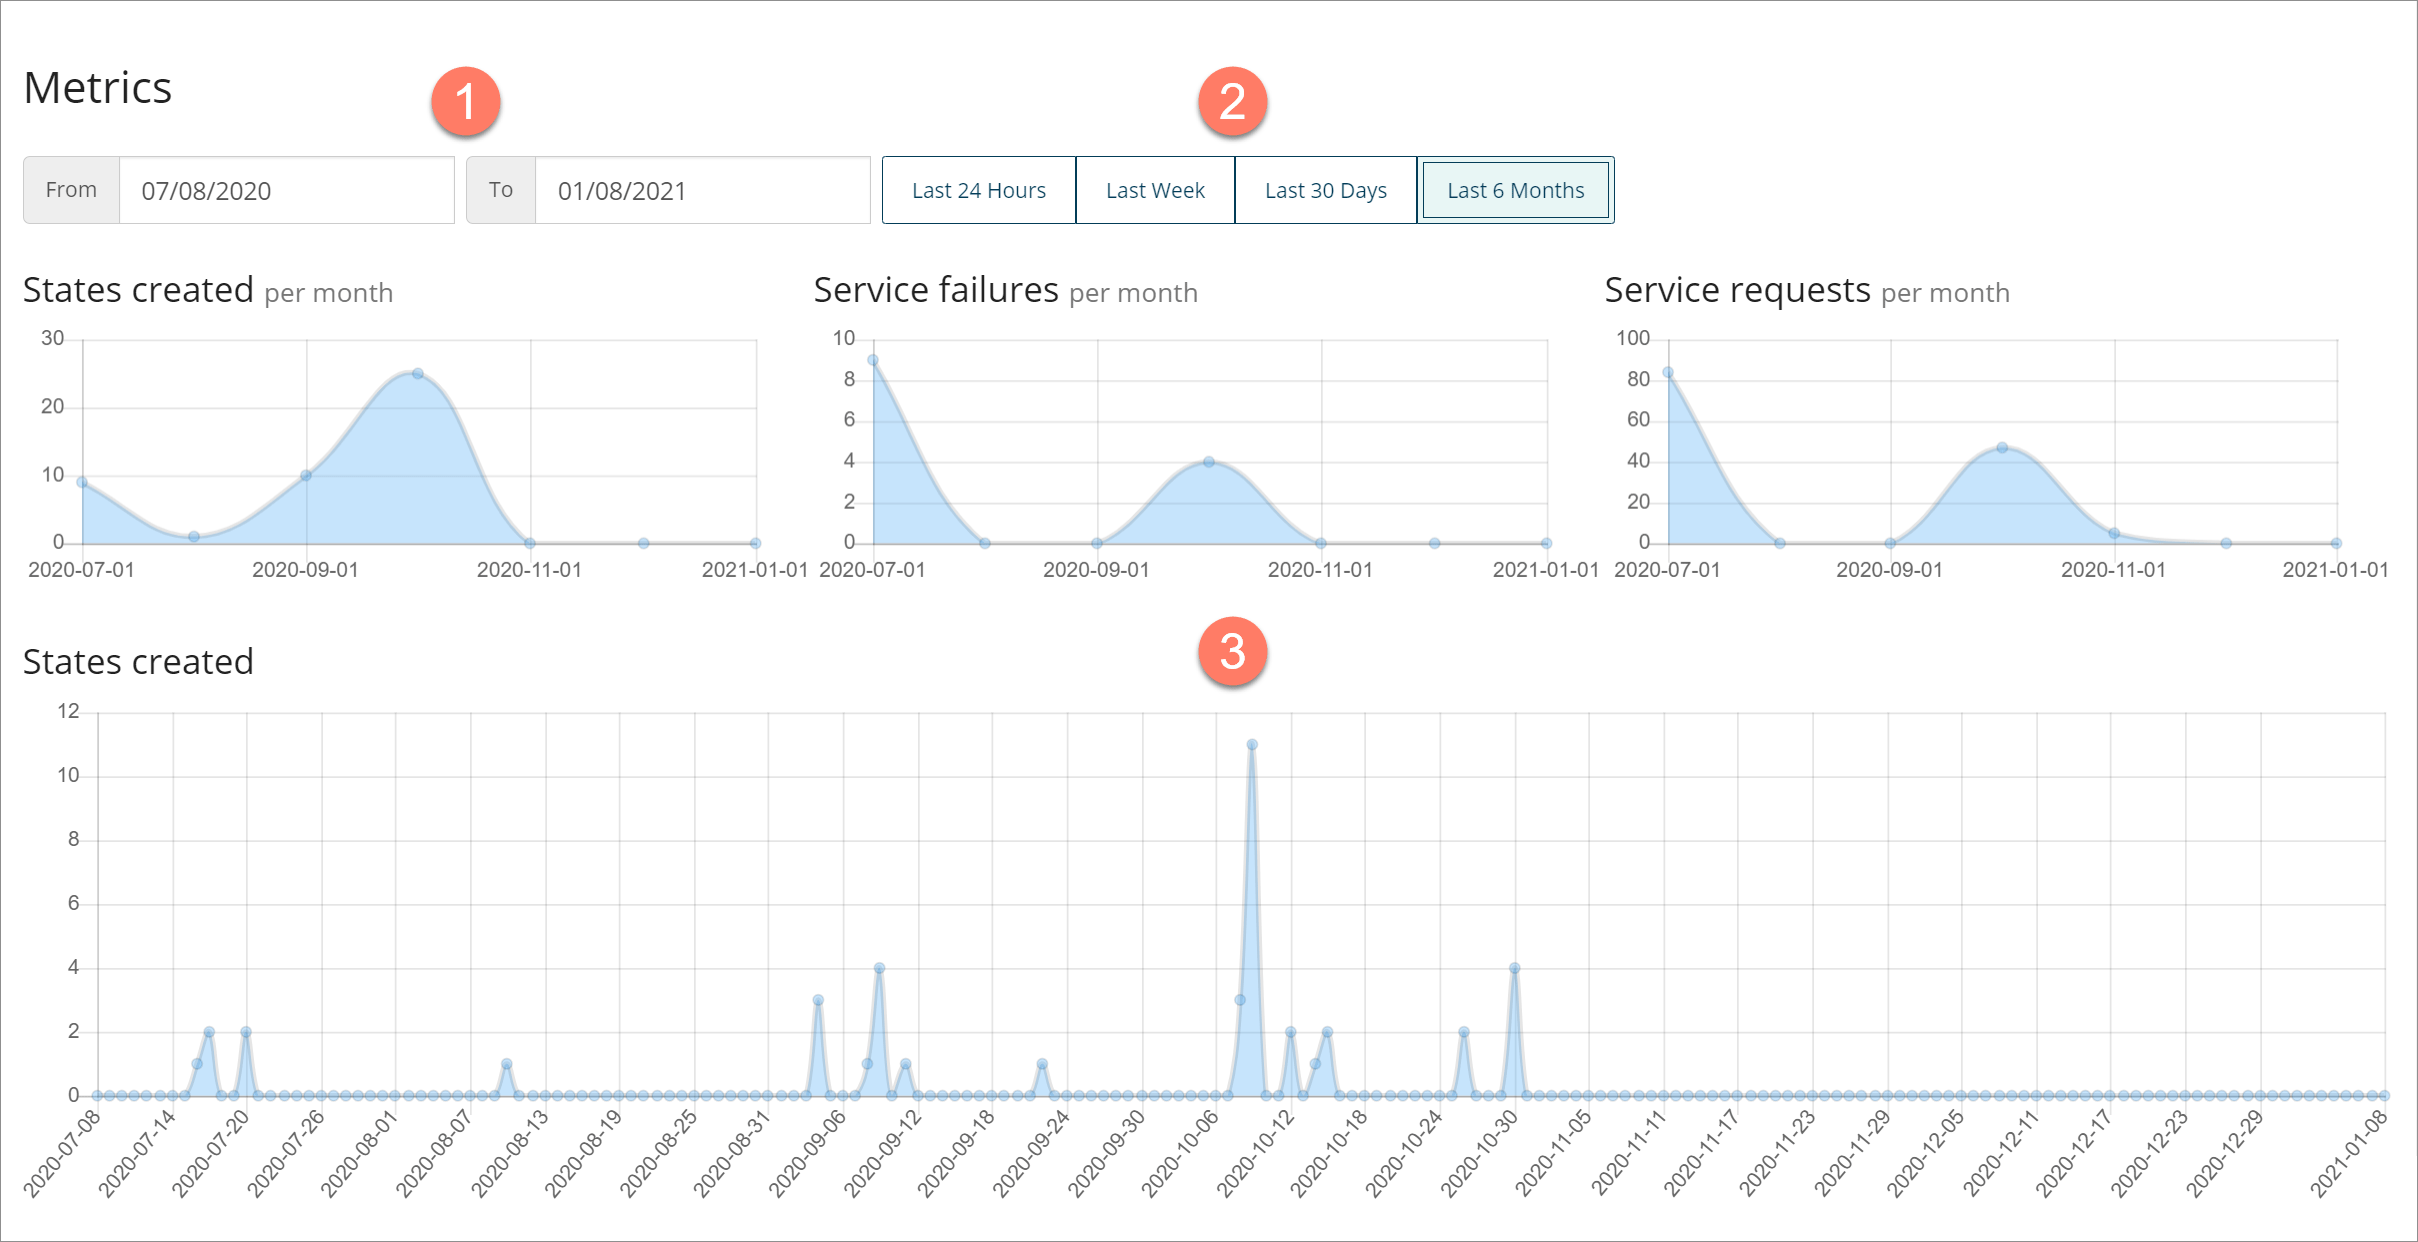 Metrics
1
2
From 07/08/2020 To 01/08/2021 Last 24 Hours Last Week Last 30 Days Last 6 Months
States created per month
30
20
10
0
2020-07-01 2020-09-01 2020-11-01 2021-01-01
Service failures per month
10
8
6
4
2
0
2020-07-01 2020-09-01 2020-11-01 2021-01-01
Service requests per month
100
80
60
40
20
0
2020-07-01 2020-09-01 2020-11-01 2021-01-01
3
States created
12
10
8
6
4
2
0
2020-07-08 2020-07-14 2020-07-20 2020-07-26 2020-08-01 2020-08-07 2020-08-13 2020-08-19 2020-08-25 2020-08-31 2020-09-06 2020-09-12 2020-09-18 2020-09-24 2020-09-30 2020-10-06 2020-10-12 2020-10-18 2020-10-24 2020-10-30 2020-11-05 2020-11-11 2020-11-17 2020-11-23 2020-11-29 2020-12-05 2020-12-11 2020-12-17 2020-12-23 2020-12-29 2021-01-08